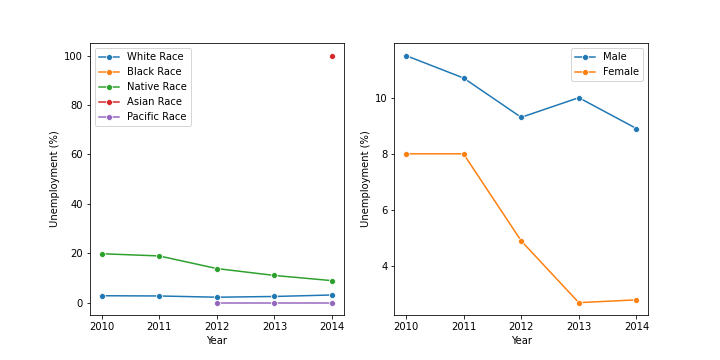 100
80
60
40
20
0
Unemployment (%)
White Race
Black Race
Native Race
Asian Race
Pacific Race
2010 2011 2012 2013 2014
Year
10
8
6
4
Unemployment (%)
Male
Female
2010 2011 2012 2013 2014
Year